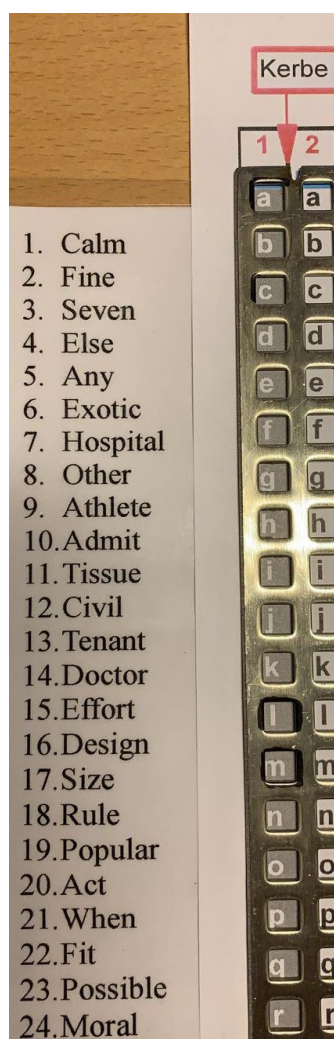 Kerbe
1 2
a a
b b
c c
d d
e e
f f
g g
h h
i i
j j
k k
l l
m m
n n
o o
p p
q q
r r
1. Calm
2. Fine
3. Seven
4. Else
5. Any
6. Exotic
7. Hospital
8. Other
9. Athlete
10.Admit
11.Tissue
12.Civil
13.Tenant
14.Doctor
15.Effort
16.Design
17.Size
18.Rule
19.Popular
20.Act
21.When
22.Fit
23.Possible
24.Moral